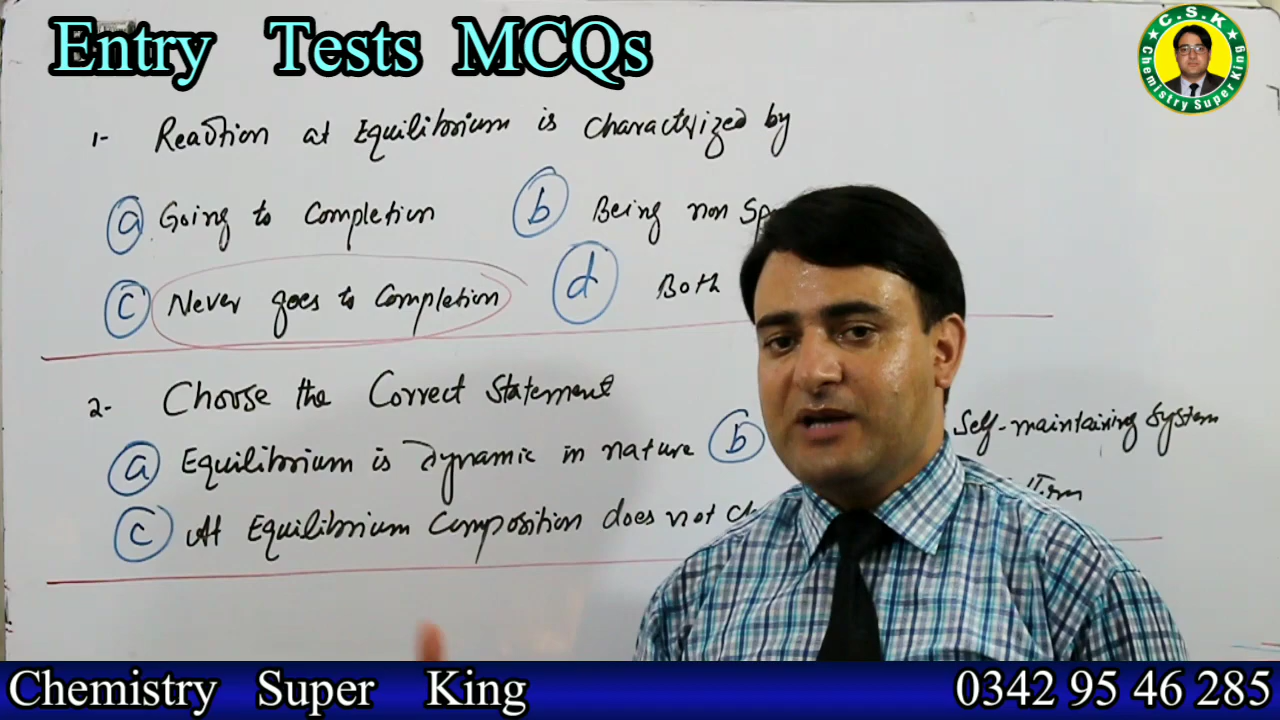 Entry Tests MCQs
C.S.K
Chemistry Super King
1- Reaction at Equilibrium is characterized by
a Going to Completion b Being non
c Never goes to Completion d Both
2- Choose the Correct Statement
a Equilibrium is dynamic in nature b Self-maintaining System
c At Equilibrium Composition does not
Chemistry Super King 0342 95 46 285